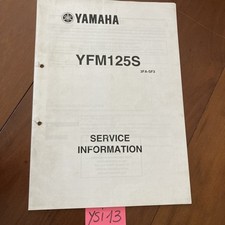 YAMAHA
YFM125S
SERVICE
INFORMATION
YSI-13